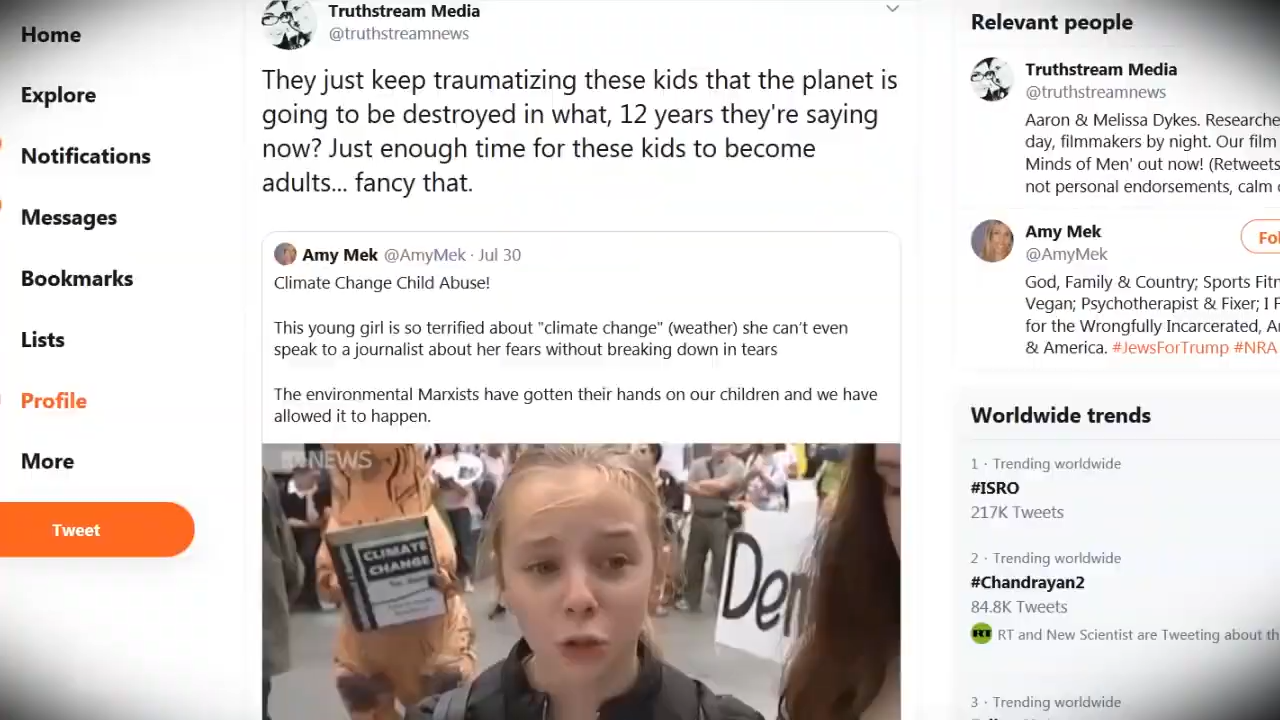 Home
Explore
Notifications
Messages
Bookmarks
Lists
Profile
More
Tweet
Truthstream Media
@truthstreamnews
They just keep traumatizing these kids that the planet is
going to be destroyed in what, 12 years they're saying
now? Just enough time for these kids to become
adults... fancy that.
Amy Mek @AmyMek · Jul 30
Climate Change Child Abuse!
This young girl is so terrified about "climate change" (weather) she can't even
speak to a journalist about her fears without breaking down in tears
The environmental Marxists have gotten their hands on our children and we have
allowed it to happen.
NEWS
CLIMATE
CHANGE
Relevant people
Truthstream Media
@truthstreamnews
Aaron & Melissa Dykes.
day, filmmakers by night. Our film
Minds of Men' out now! (Retweets
not personal endorsements, calm
Amy Mek
@AmyMek
God, Family & Country; Sports
Vegan; Psychotherapist & Fixer; I
for the Wrongfully Incarcerated,
& America. #JewsForTrump #NRA
Worldwide trends
1 · Trending worldwide
#ISRO
217K Tweets
2 · Trending worldwide
#Chandrayan2
84.8K Tweets
RT
RT and New Scientist are Tweeting about
3 · Trending worldwide